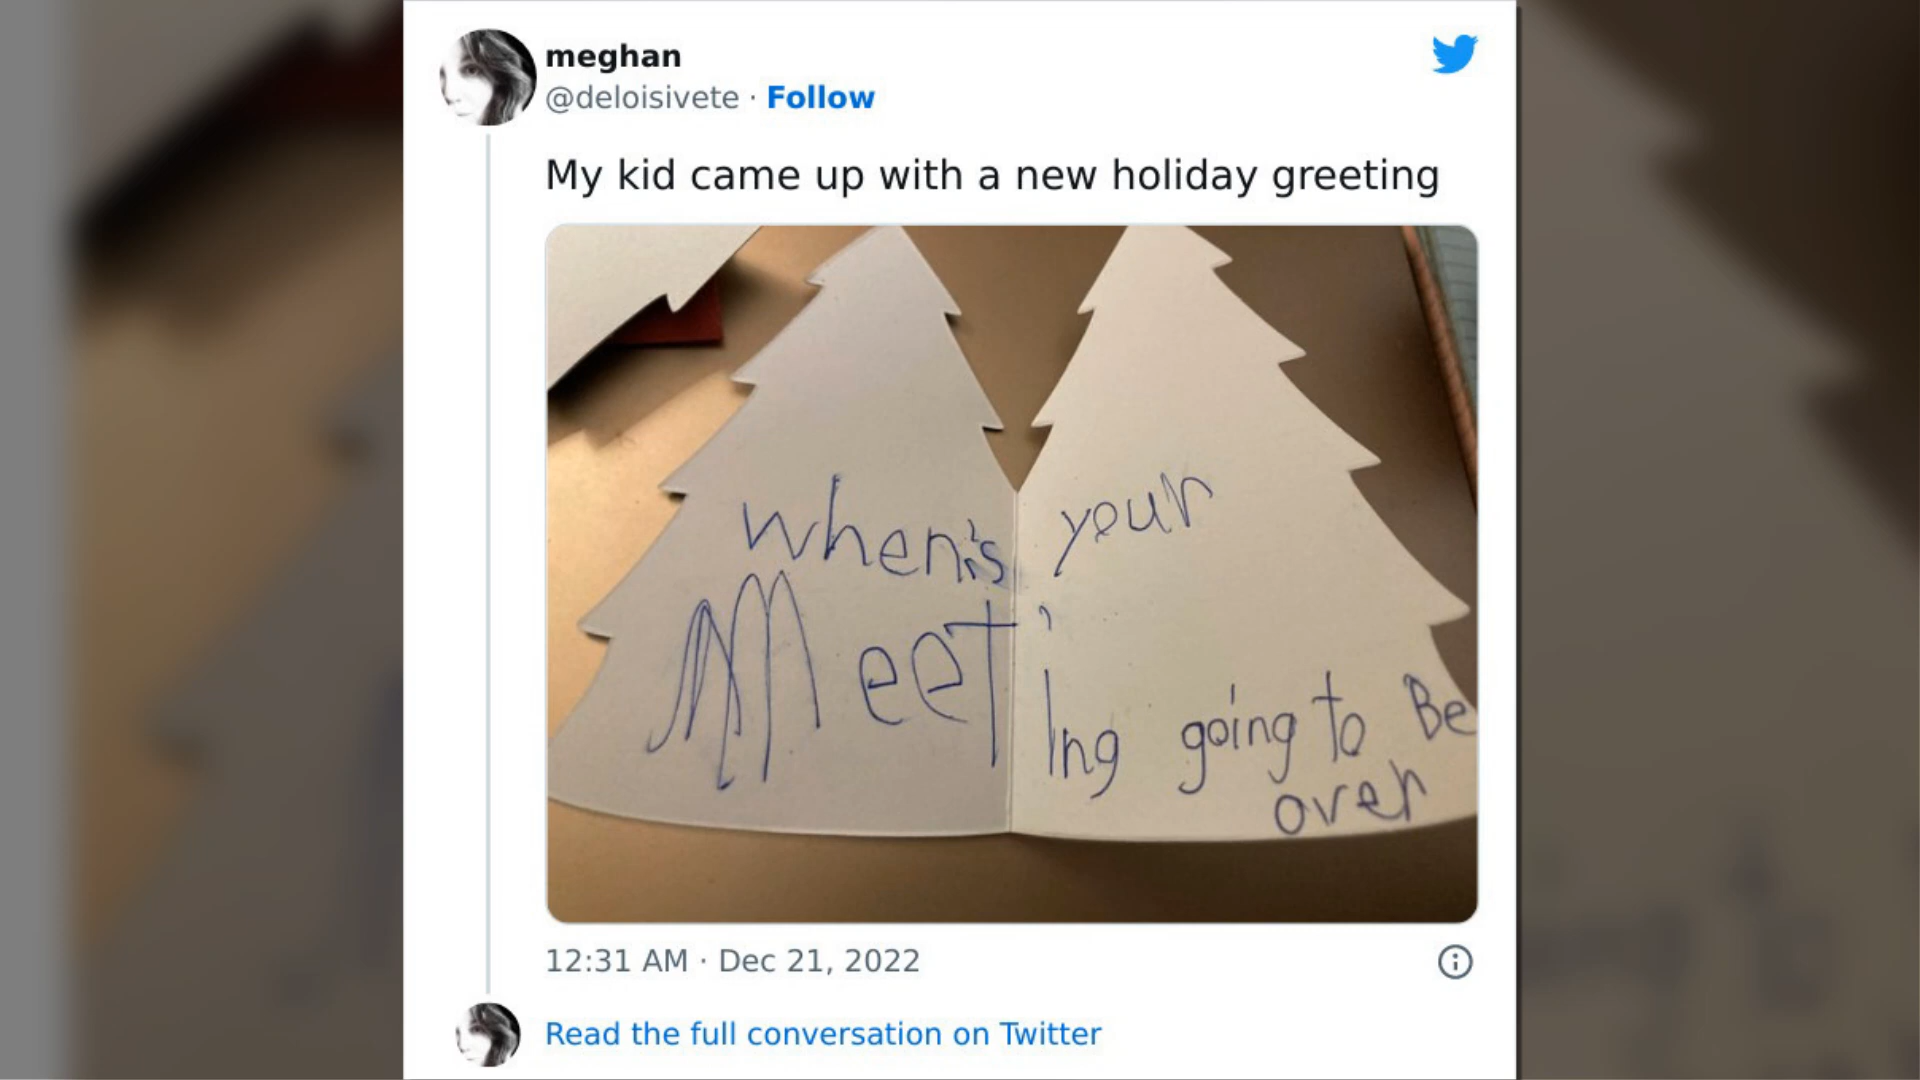 meghan
@deloisivete · Follow
My kid came up with a new holiday greeting
when's your
Meet ing going to Be
over
12:31 AM · Dec 21, 2022
Read the full conversation on Twitter